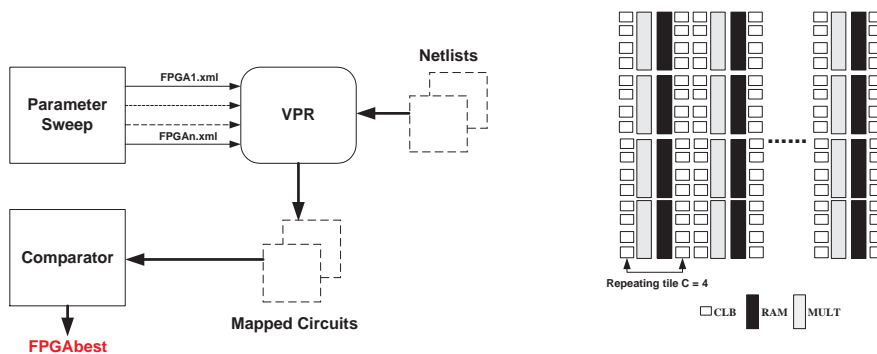 Parameter
Sweep
FPGA1.xml
FPGAn.xml
VPR
Netlists
Comparator
Mapped Circuits
FPGAbest
Repeating tile C = 4
CLB RAM MULT